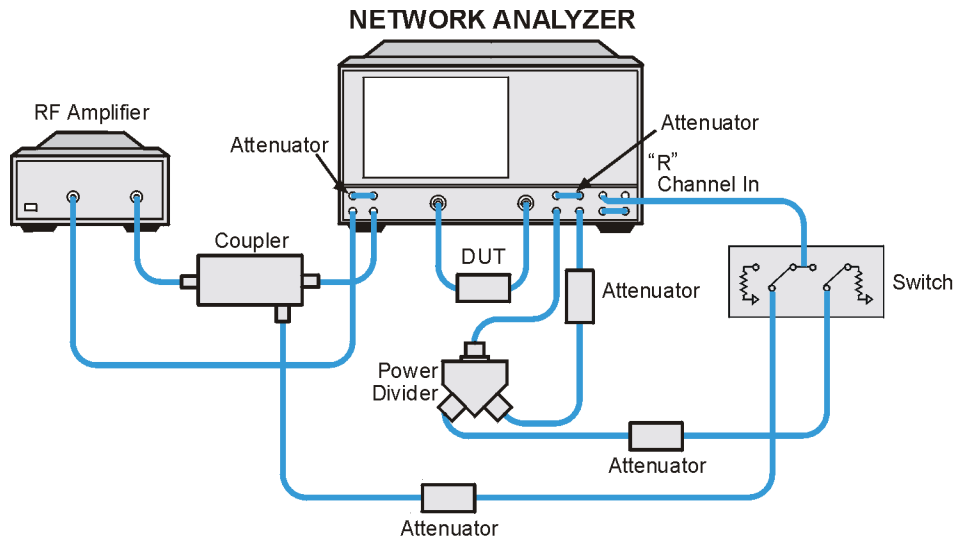 NETWORK ANALYZER
RF Amplifier
Attenuator
Attenuator
“R”
Channel In
Coupler
DUT
Attenuator
Switch
Power
Divider
Attenuator
Attenuator